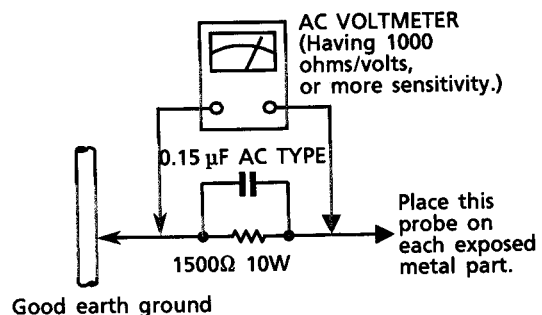 AC VOLTMETER
(Having 1000
ohms/volts,
or more sensitivity.)
0.15 μF AC TYPE
1500Ω 10W
Place this
probe on
each exposed
metal part.
Good earth ground